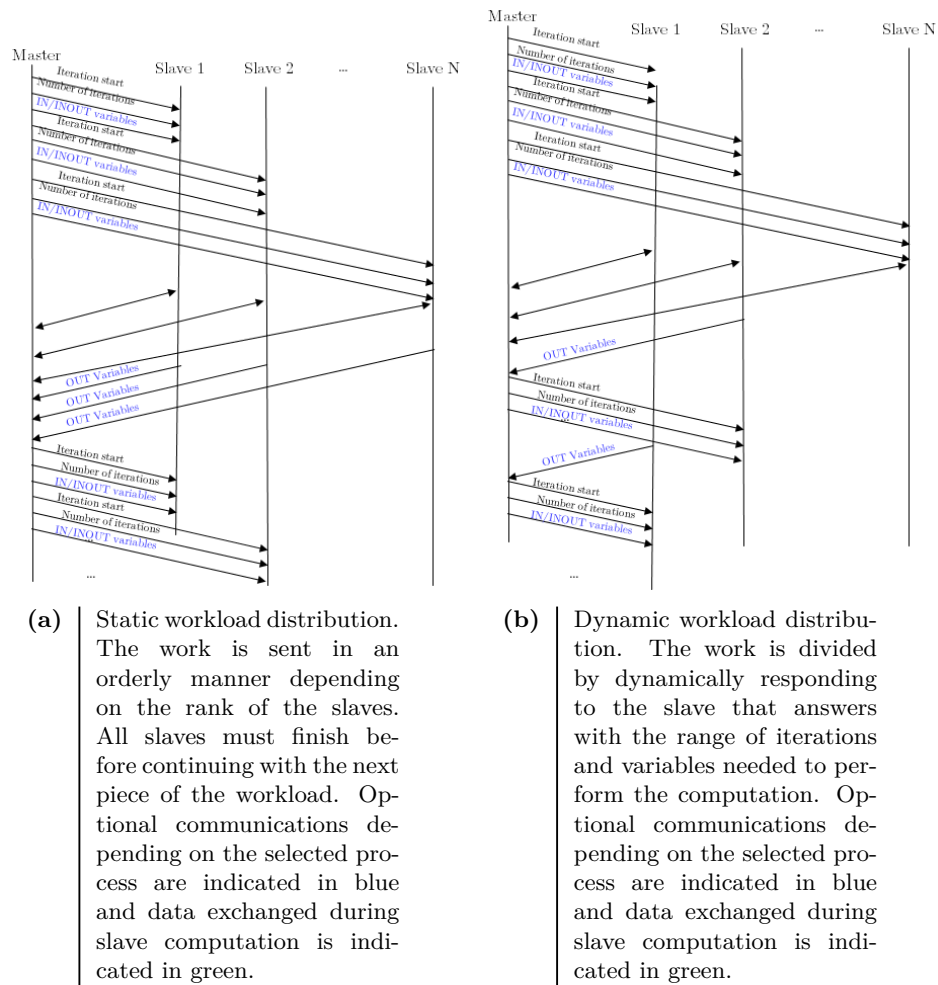 Master
Slave 1
Slave 2
...
Slave N
Iteration start
Number of iterations
IN/INOUT variables
Iteration start
Number of iterations
IN/INOUT variables
Iteration start
Number of iterations
IN/INOUT variables
OUT Variables
OUT Variables
OUT Variables
Iteration start
Number of iterations
IN/INOUT variables
Iteration start
Number of iterations
IN/INOUT variables
...
...
(a)
Static workload distribution.
The work is sent in an
orderly manner depending
on the rank of the slaves.
All slaves must finish be-
fore continuing with the next
piece of the workload. Op-
tional communications de-
pending on the selected pro-
cess are indicated in blue
and data exchanged during
slave computation is indi-
cated in green.
Master
Slave 1
Slave 2
...
Slave N
Iteration start
Number of iterations
IN/INOUT variables
Iteration start
Number of iterations
IN/INOUT variables
Iteration start
Number of iterations
IN/INOUT variables
OUT Variables
Iteration start
Number of iterations
IN/INOUT variables
...
OUT Variables
Iteration start
Number of iterations
IN/INOUT variables
...
(b)
Dynamic workload distribu-
tion. The work is divided
by dynamically responding
to the slave that answers
with the range of iterations
and variables needed to per-
form the computation. Op-
tional communications de-
pending on the selected pro-
cess are indicated in blue
and data exchanged during
slave computation is indi-
cated in green.